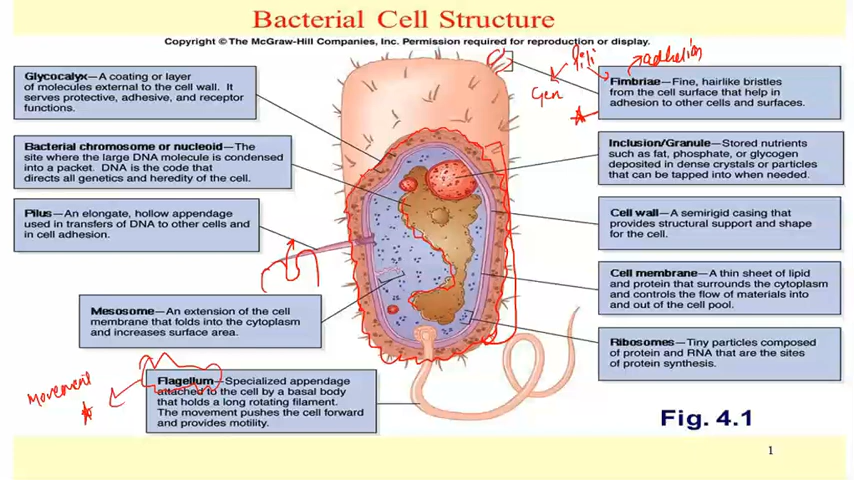 Bacterial Cell Structure
Copyright © The McGraw-Hill Companies, Inc. Permission required for reproduction or display.
Glycocalyx—A coating or layer
of molecules external to the cell wall. It
serves protective, adhesive, and receptor
functions.
Bacterial chromosome or nucleoid—The
site where the large DNA molecule is condensed
into a packet. DNA is the code that
directs all genetics and heredity of the cell.
Pilus—An elongate, hollow appendage
used in transfers of DNA to other cells and
in cell adhesion.
Mesosome—An extension of the cell
membrane that folds into the cytoplasm
and increases surface area.
Movement
Flagellum—Specialized appendage
attached to the cell by a basal body
that holds a long rotating filament.
The movement pushes the cell forward
and provides motility.
Pili
adhesion
Gen
Fimbriae—Fine, hairlike bristles
from the cell surface that help in
adhesion to other cells and surfaces.
Inclusion/Granule—Stored nutrients
such as fat, phosphate, or glycogen
deposited in dense crystals or particles
that can be tapped into when needed.
Cell wall—A semirigid casing that
provides structural support and shape
for the cell.
Cell membrane—A thin sheet of lipid
and protein that surrounds the cytoplasm
and controls the flow of materials into
and out of the cell pool.
Ribosomes—Tiny particles composed
of protein and RNA that are the sites
of protein synthesis.
Fig. 4.1
1